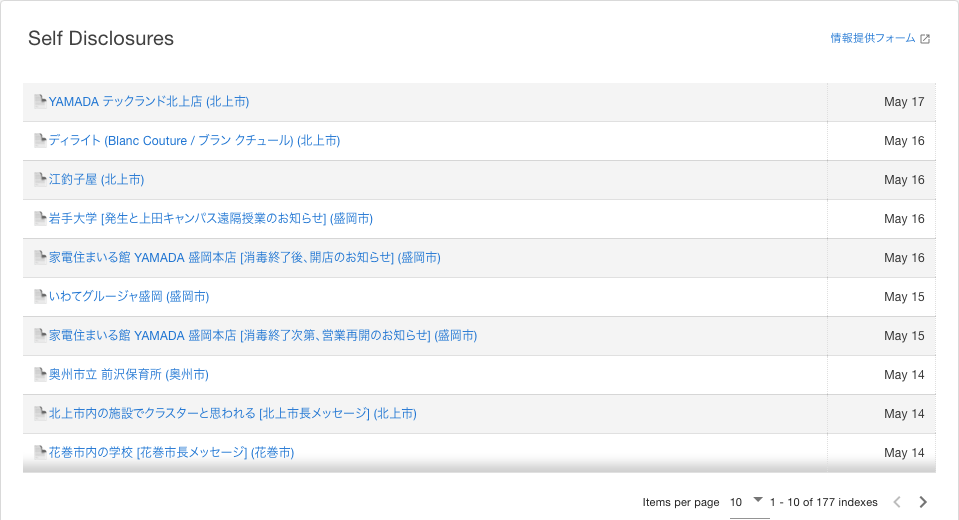 Self Disclosures
情報提供フォーム
YAMADA テックランド北上店 (北上市) May 17
ディライト (Blanc Couture / ブラン クチュール) (北上市) May 16
江釣子屋 (北上市) May 16
岩手大学 [発生と上田キャンパス遠隔授業のお知らせ] (盛岡市) May 16
家電住まいる館 YAMADA 盛岡本店 [消毒終了後、開店のお知らせ] (盛岡市) May 16
いわてグルージャ盛岡 (盛岡市) May 15
家電住まいる館 YAMADA 盛岡本店 [消毒終了次第、営業再開のお知らせ] (盛岡市) May 15
奥州市立 前沢保育所 (奥州市) May 14
北上市内の施設でクラスターと思われる [北上市長メッセージ] (北上市) May 14
花巻市内の学校 [花巻市長メッセージ] (花巻市) May 14
Items per page 10 1 - 10 of 177 indexes